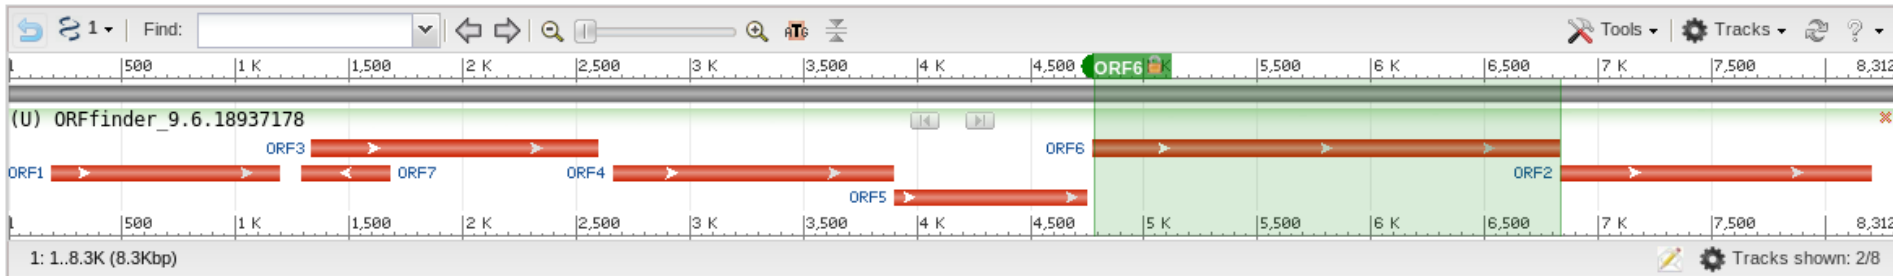 1 Find: Tools Tracks ?
1 500 1 K 1,500 2 K 2,500 3 K 3,500 4 K 4,500 ORF6 K 5,500 6 K 6,500 7 K 7,500 8,312
(U) ORFfinder_9.6.18937178
ORF3 ORF6
ORF1 ORF7 ORF4 ORF2
ORF5
1 500 1 K 1,500 2 K 2,500 3 K 3,500 4 K 4,500 5 K 5,500 6 K 6,500 7 K 7,500 8,312
1: 1..8.3K (8.3Kbp) Tracks shown: 2/8